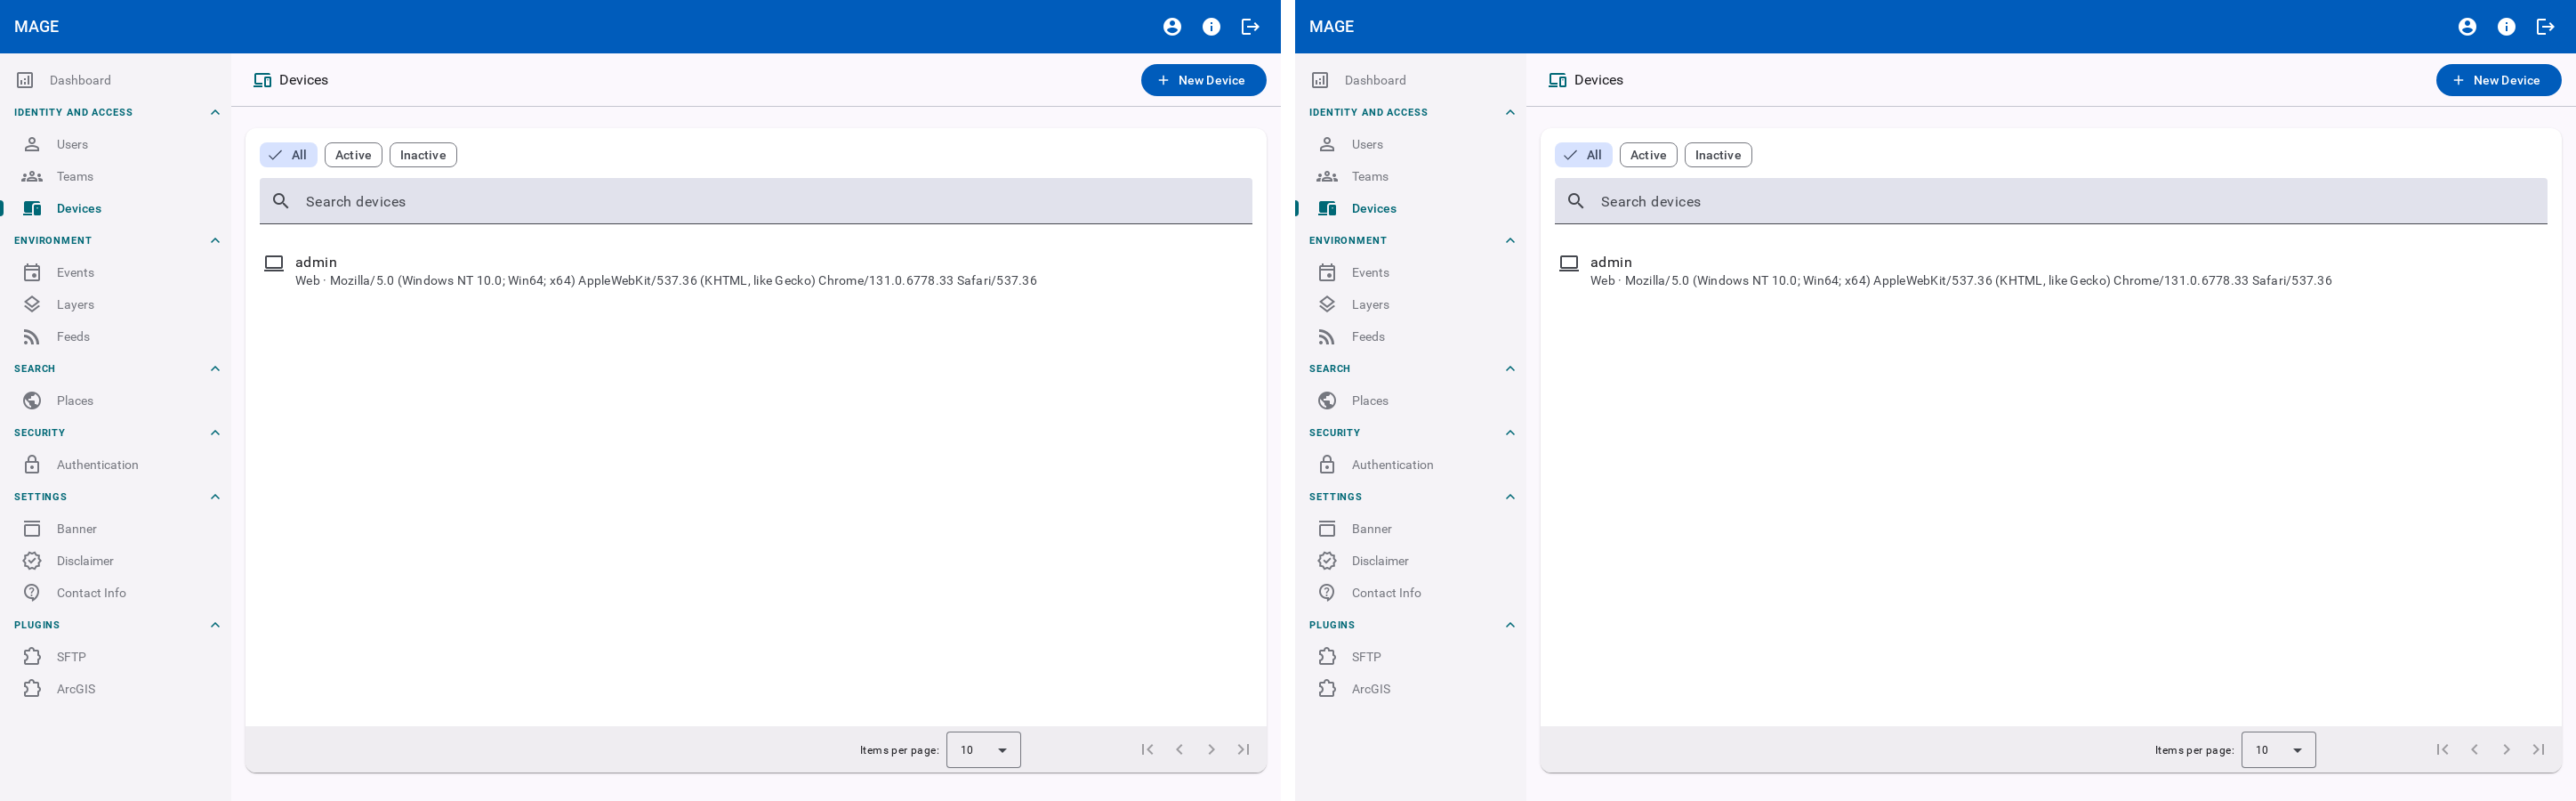 MAGE
Dashboard
IDENTITY AND ACCESS
Users
Teams
Devices
ENVIRONMENT
Events
Layers
Feeds
SEARCH
Places
SECURITY
Authentication
SETTINGS
Banner
Disclaimer
Contact Info
PLUGINS
SFTP
ArcGIS
Devices
New Device
All Active Inactive
Search devices
admin
Web · Mozilla/5.0 (Windows NT 10.0; Win64; x64) AppleWebKit/537.36 (KHTML, like Gecko) Chrome/131.0.6778.33 Safari/537.36
Items per page: 10
MAGE
Dashboard
IDENTITY AND ACCESS
Users
Teams
Devices
ENVIRONMENT
Events
Layers
Feeds
SEARCH
Places
SECURITY
Authentication
SETTINGS
Banner
Disclaimer
Contact Info
PLUGINS
SFTP
ArcGIS
Devices
New Device
All Active Inactive
Search devices
admin
Web · Mozilla/5.0 (Windows NT 10.0; Win64; x64) AppleWebKit/537.36 (KHTML, like Gecko) Chrome/131.0.6778.33 Safari/537.36
Items per page: 10